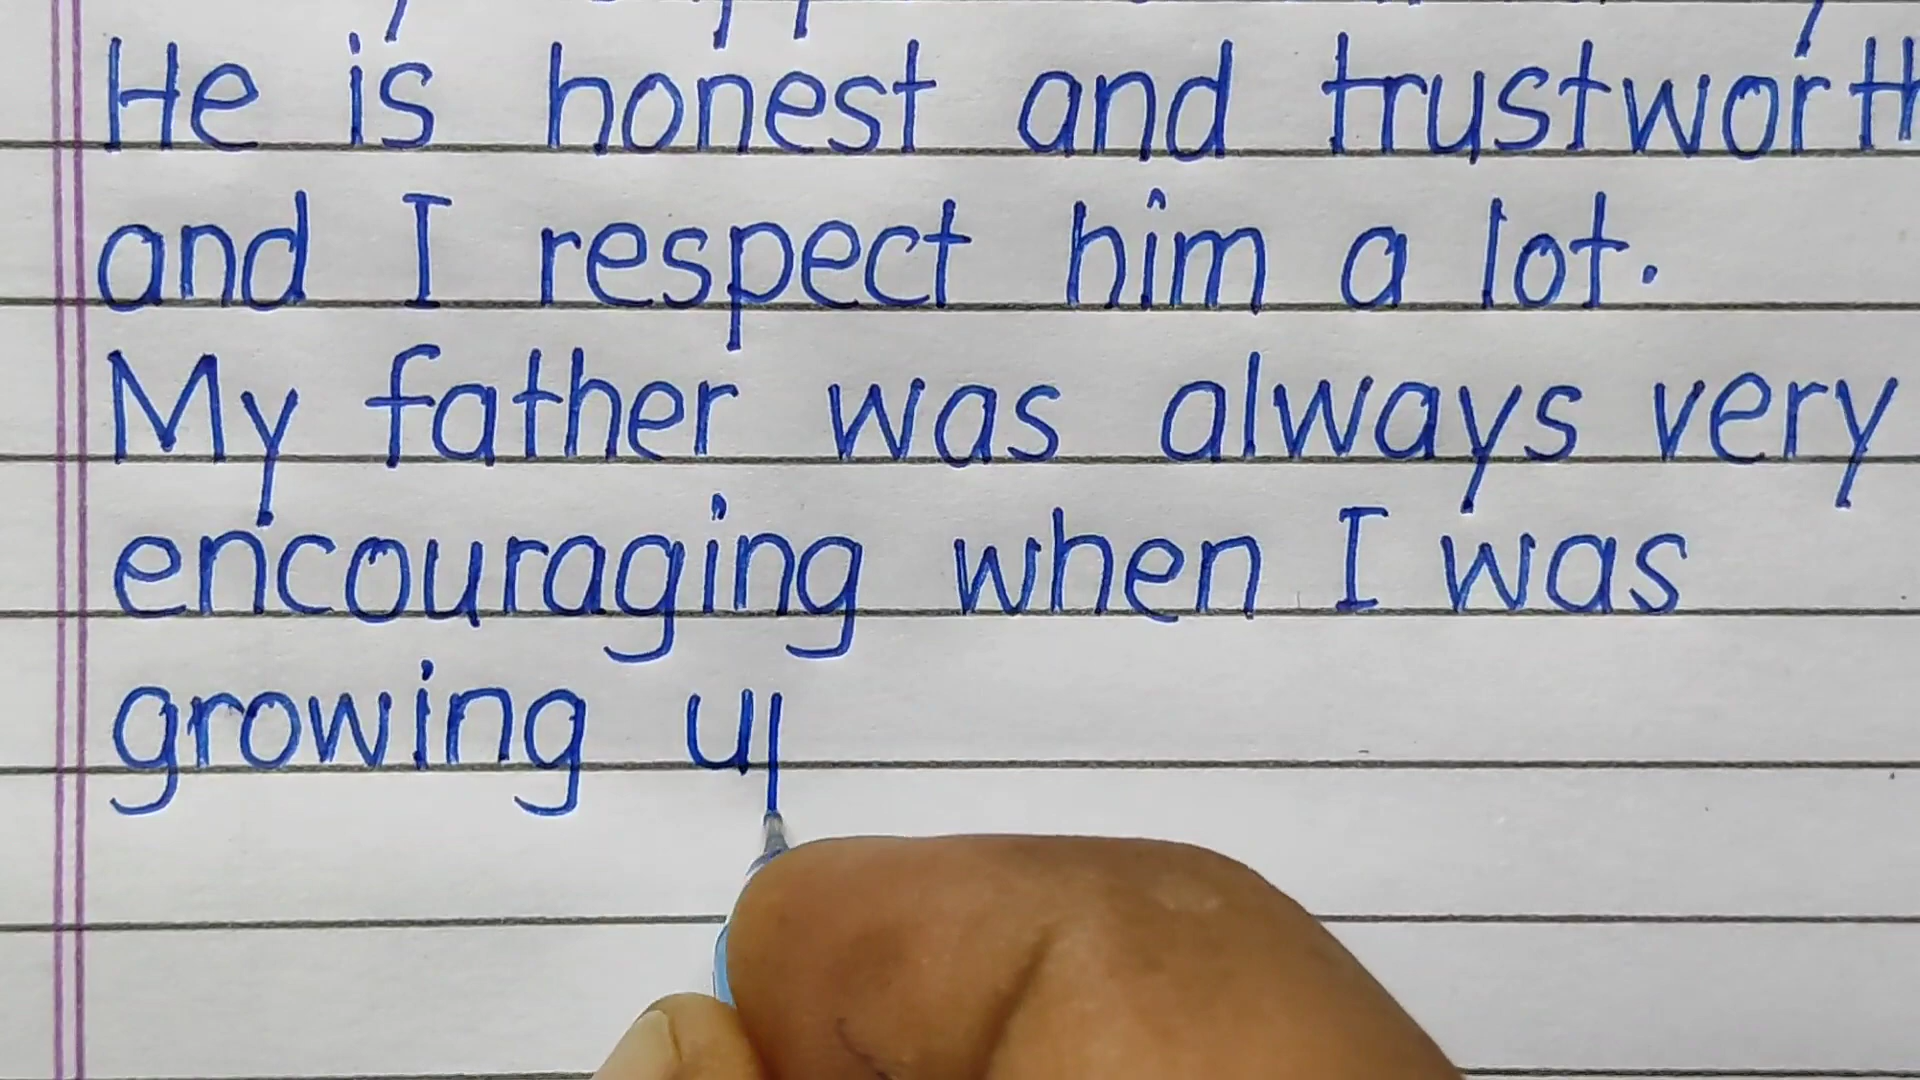 He is honest and trustworth
and I respect him a lot.
My father was always very
encouraging when I was
growing u